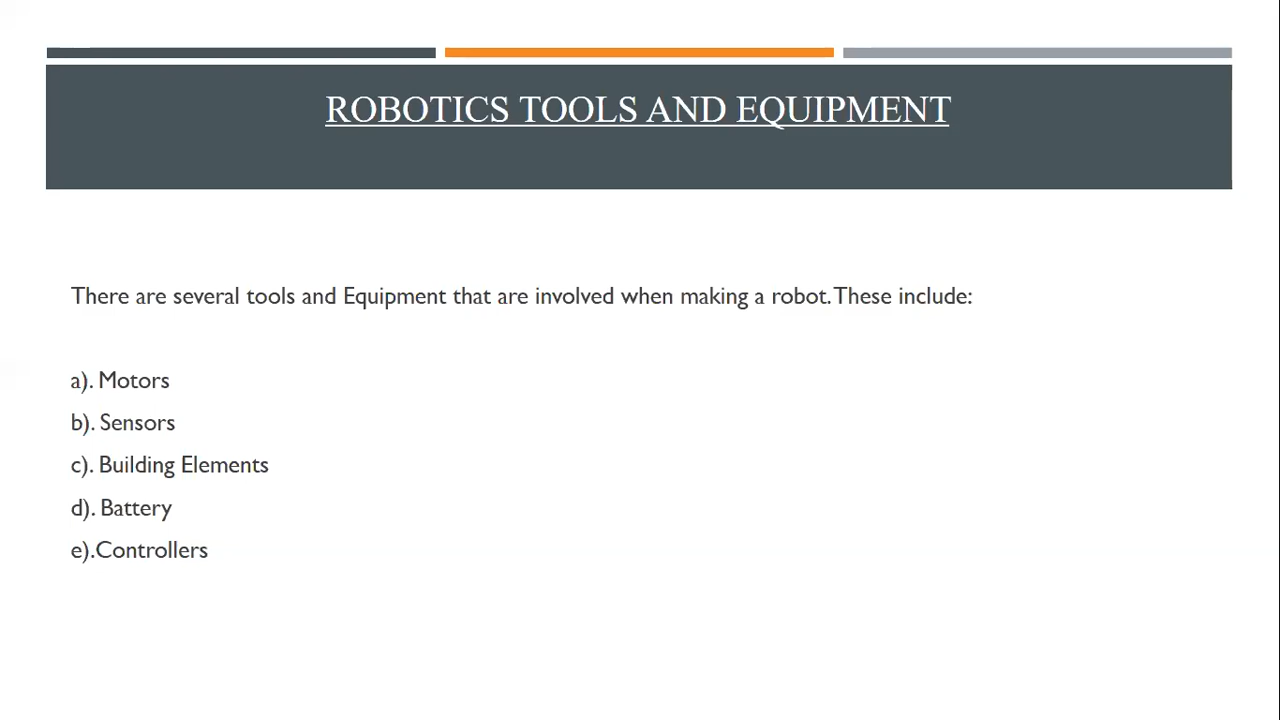 ROBOTICS TOOLS AND EQUIPMENT
There are several tools and Equipment that are involved when making a robot. These include:
a). Motors
b). Sensors
c). Building Elements
d). Battery
e).Controllers